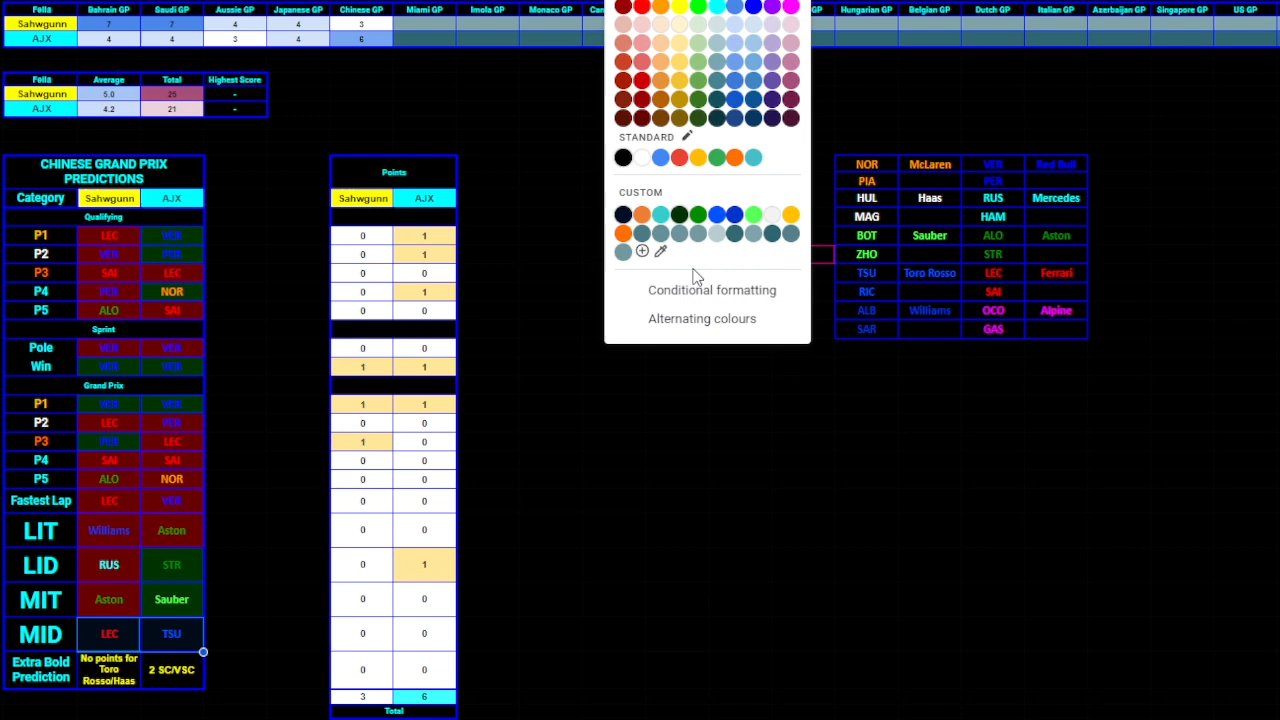 Fella Bahrain GP Saudi GP Aussie GP Japanese GP Chinese GP Miami GP Imola GP Monaco GP GP Hungarian GP Belgian GP Dutch GP Italian GP Azerbaijan GP Singapore GP US GP
Sahwgunn 7 7 4 4 3
AJX 4 4 3 4 6
Fella Average Total Highest Score
Sahwgunn 5.0 25 -
AJX 4.2 21 -
STANDARD
CUSTOM
Conditional formatting
Alternating colours
CHINESE GRAND PRIX
PREDICTIONS
Category Sahwgunn AJX
Qualifying
P1 LEC VER
P2 VER PER
P3 SAI LEC
P4 PER NOR
P5 ALO SAI
Sprint
Pole VER VER
Win VER VER
Grand Prix
P1 VER VER
P2 LEC PER
P3 PER LEC
P4 SAI SAI
P5 ALO NOR
Fastest Lap LEC VER
LIT Williams Aston
LID RUS STR
MIT Aston Sauber
MID LEC TSU
Extra Bold Prediction No points for Toro Rosso/Haas 2 SC/VSC
Points
Sahwgunn AJX
0 1
0 1
0 0
0 1
0 0
0 0
1 1
1 1
0 0
1 0
0 0
0 0
0 0
0 0
0 1
0 0
0 0
0 0
3 6
Total
NOR McLaren VER Red Bull
PIA PER
HUL Haas RUS Mercedes
MAG HAM
BOT Sauber ALO Aston
ZHO STR
TSU Toro Rosso LEC Ferrari
RIC SAI
ALB Williams OCO Alpine
SAR GAS